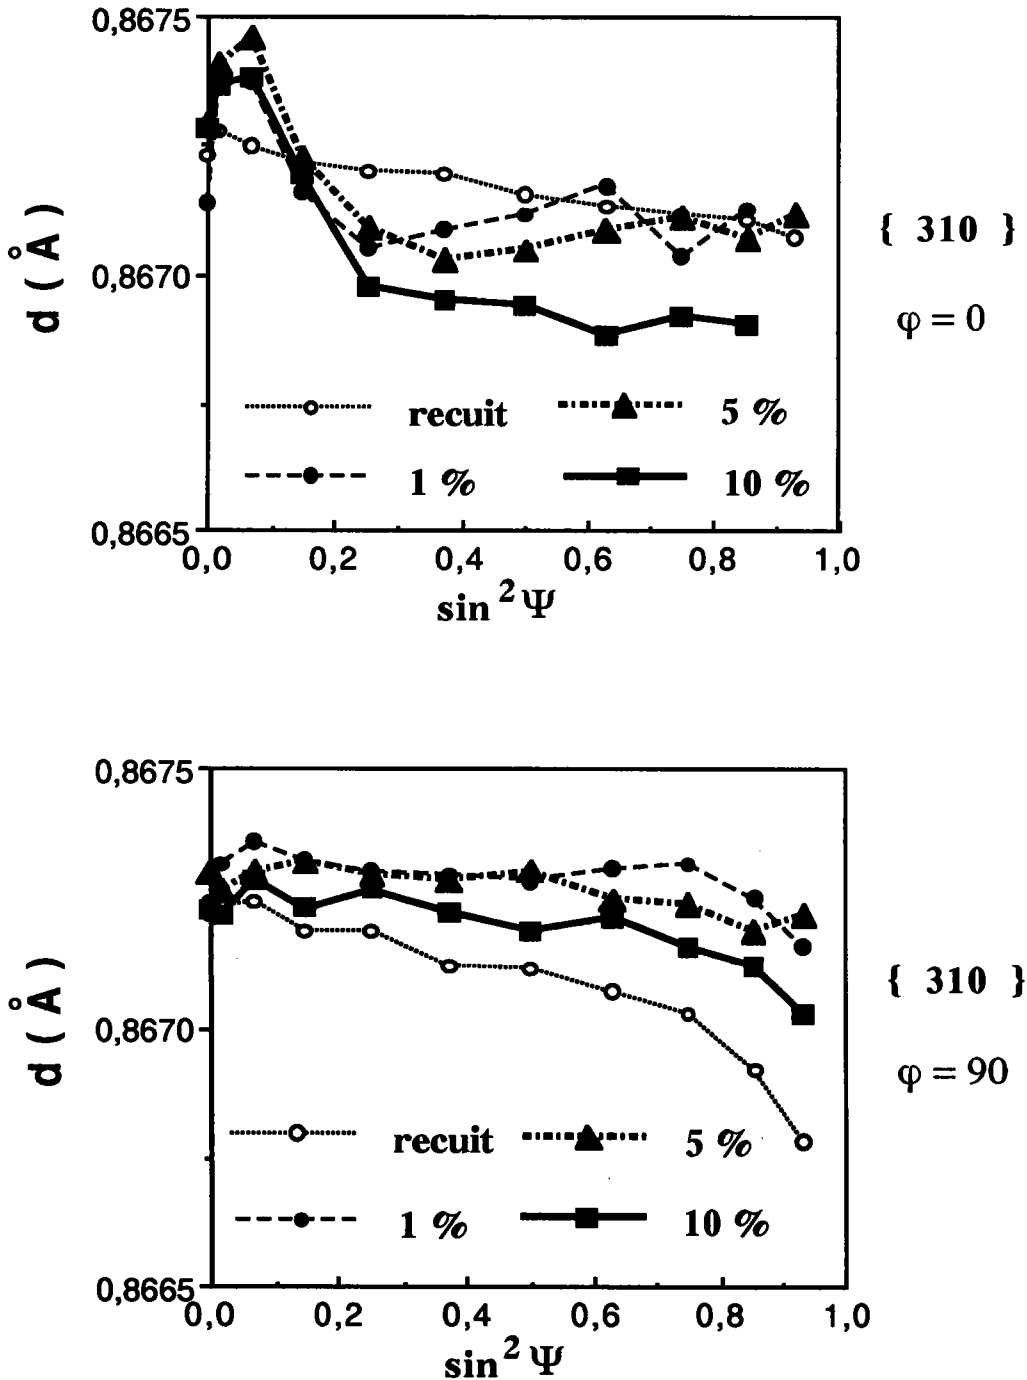 0,8675
0,8670
0,8665
d ( Å )
{ 310 }
φ = 0
recuit
5 %
1 %
10 %
0,0 0,2 0,4 0,6 0,8 1,0
sin² Ψ
0,8675
0,8670
0,8665
d ( Å )
{ 310 }
φ = 90
recuit
5 %
1 %
10 %
0,0 0,2 0,4 0,6 0,8 1,0
sin² Ψ